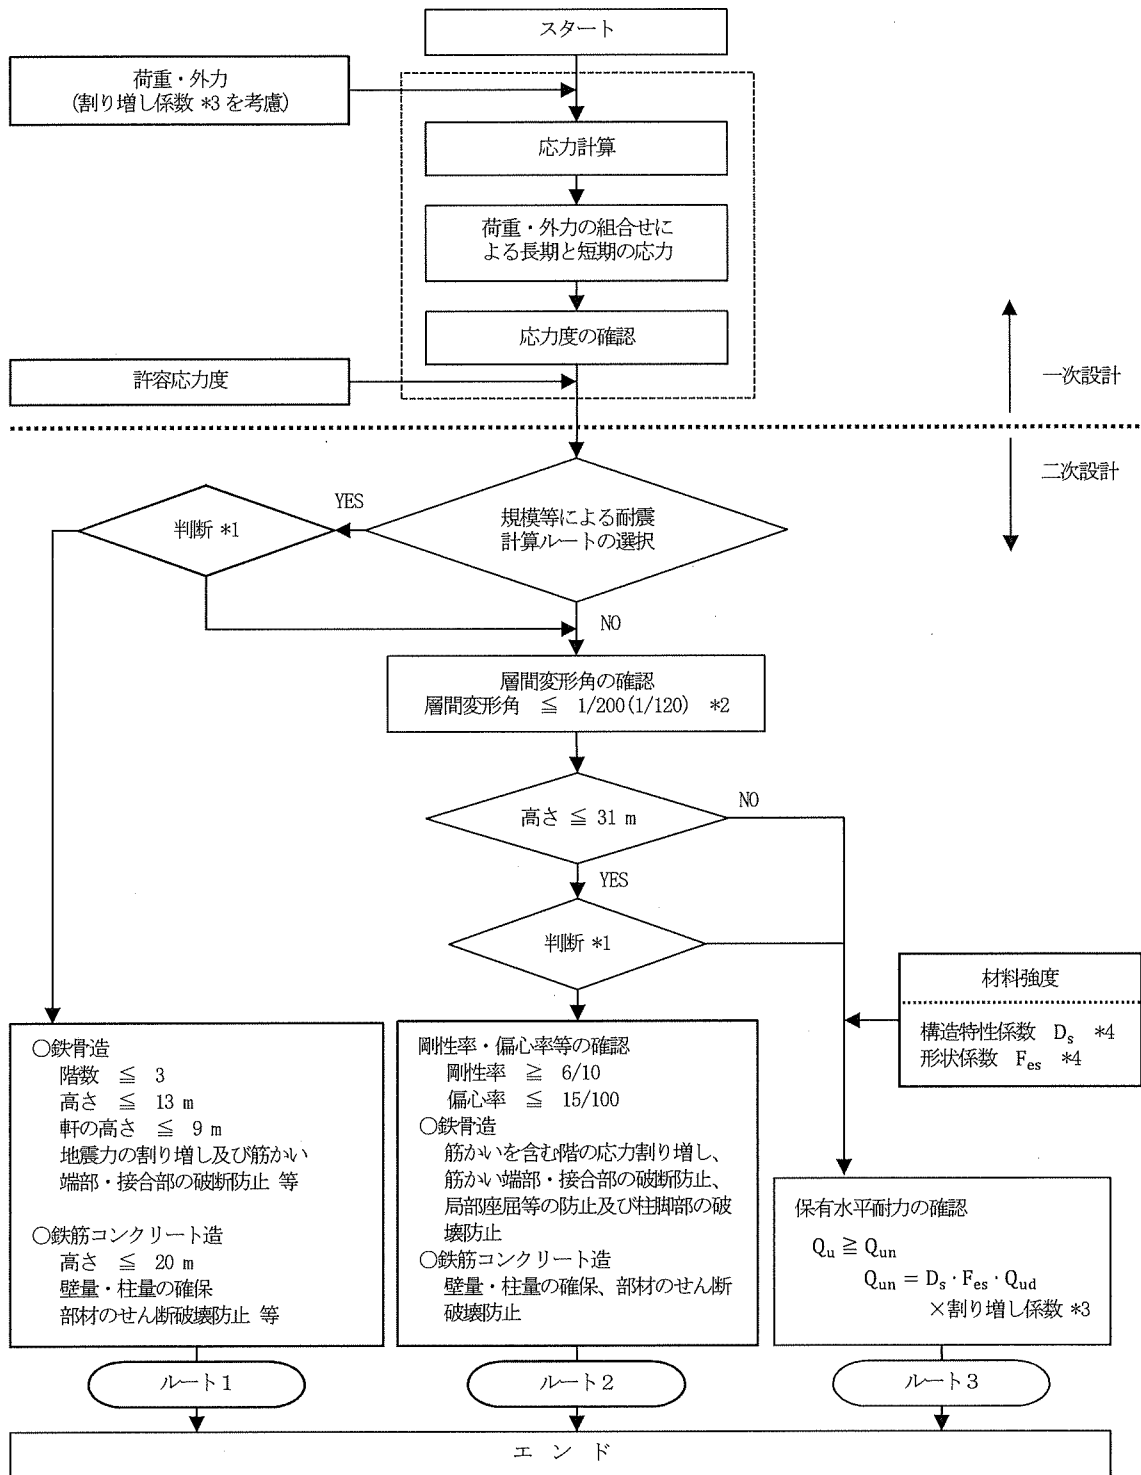 スタート
荷重・外力
(割り増し係数 *3 を考慮)
応力計算
荷重・外力の組合せに
よる長期と短期の応力
応力度の確認
許容応力度
一次設計
二次設計
規模等による耐震
計算ルートの選択
YES
判断 *1
NO
層間変形角の確認
層間変形角 ≦ 1/200(1/120) *2
高さ ≦ 31 m
NO
YES
判断 *1
材料強度
構造特性係数 Ds *4
形状係数 Fes *4
○鉄骨造
階数 ≦ 3
高さ ≦ 13 m
軒の高さ ≦ 9 m
地震力の割り増し及び筋かい
端部・接合部の破断防止 等
○鉄筋コンクリート造
高さ ≦ 20 m
壁量・柱量の確保
部材のせん断破壊防止 等
剛性率・偏心率等の確認
剛性率 ≧ 6/10
偏心率 ≦ 15/100
○鉄骨造
筋かいを含む階の応力割り増し、
筋かい端部・接合部の破断防止、
局部座屈等の防止及び柱脚部の破
壊防止
○鉄筋コンクリート造
壁量・柱量の確保、部材のせん断
破壊防止
保有水平耐力の確認
Qu ≧ Qun
Qun = Ds・Fes・Qud
×割り増し係数 *3
ルート1
ルート2
ルート3
エ ン ド